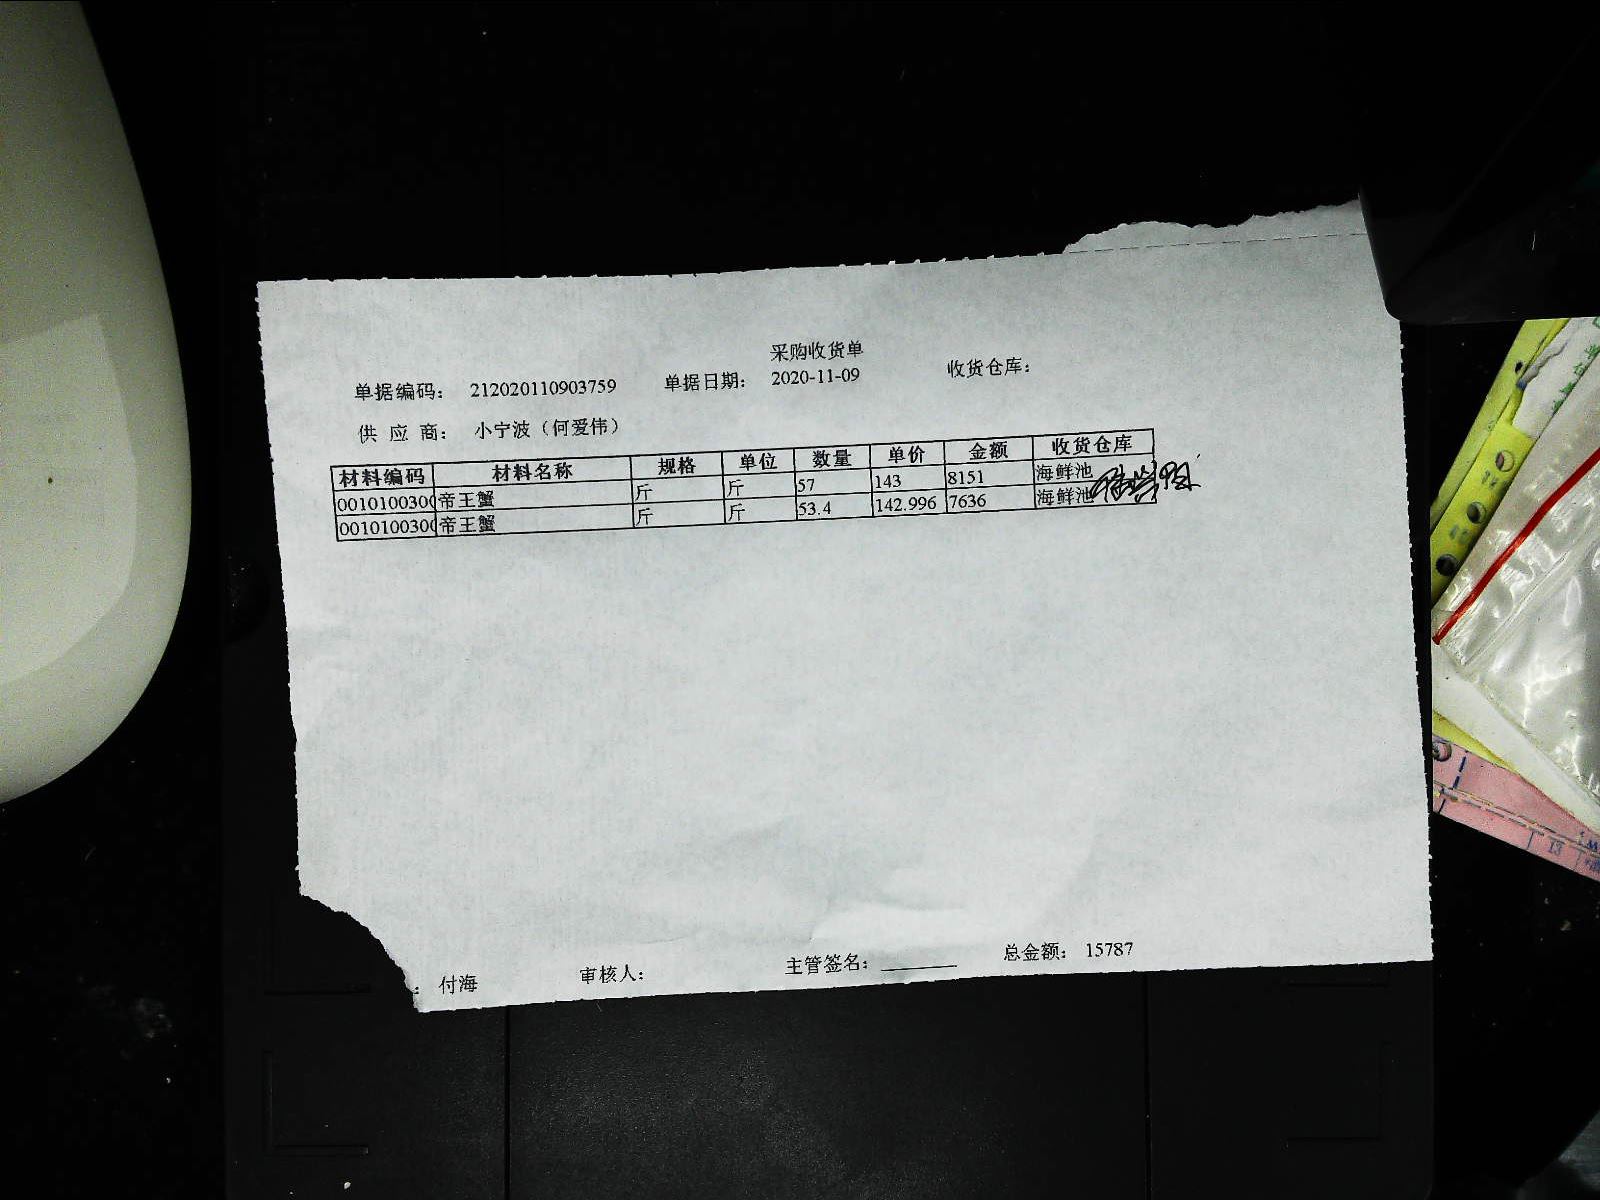 采购收货单
单据编码： 212020110903759 单据日期： 2020-11-09 收货仓库：
供 应 商： 小宁波（何爱伟）
材料编码 材料名称 规格 单位 数量 单价 金额 收货仓库
0010100300 帝王蟹 斤 斤 57 143 8151 海鲜池
0010100300 帝王蟹 斤 斤 53.4 142.996 7636 海鲜池
： 付海 审核人： 主管签名： 总金额： 15787